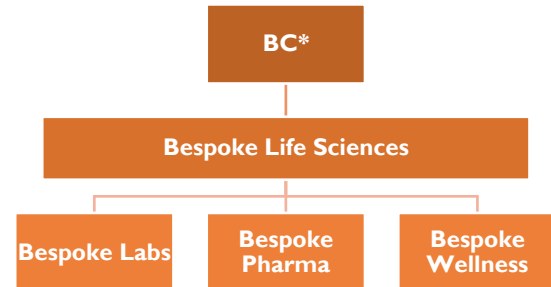 BC*
Bespoke Life Sciences
Bespoke Labs
Bespoke
Pharma
Bespoke
Wellness